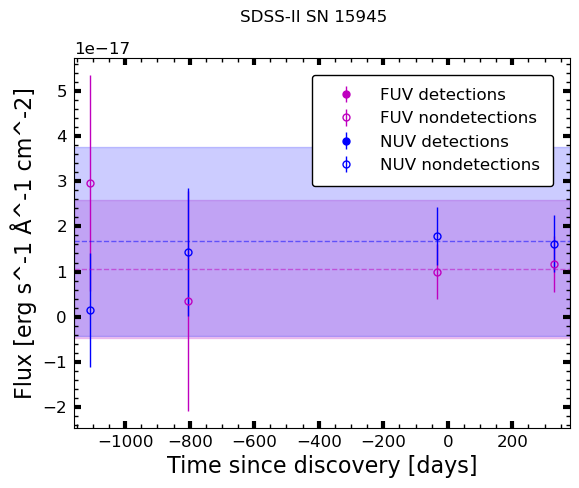 SDSS-II SN 15945
1e−17
FUV detections
FUV nondetections
NUV detections
NUV nondetections
5
4
3
2
1
0
−1
−2
Flux [erg s^-1 Å^-1 cm^-2]
−1000 −800 −600 −400 −200 0 200
Time since discovery [days]